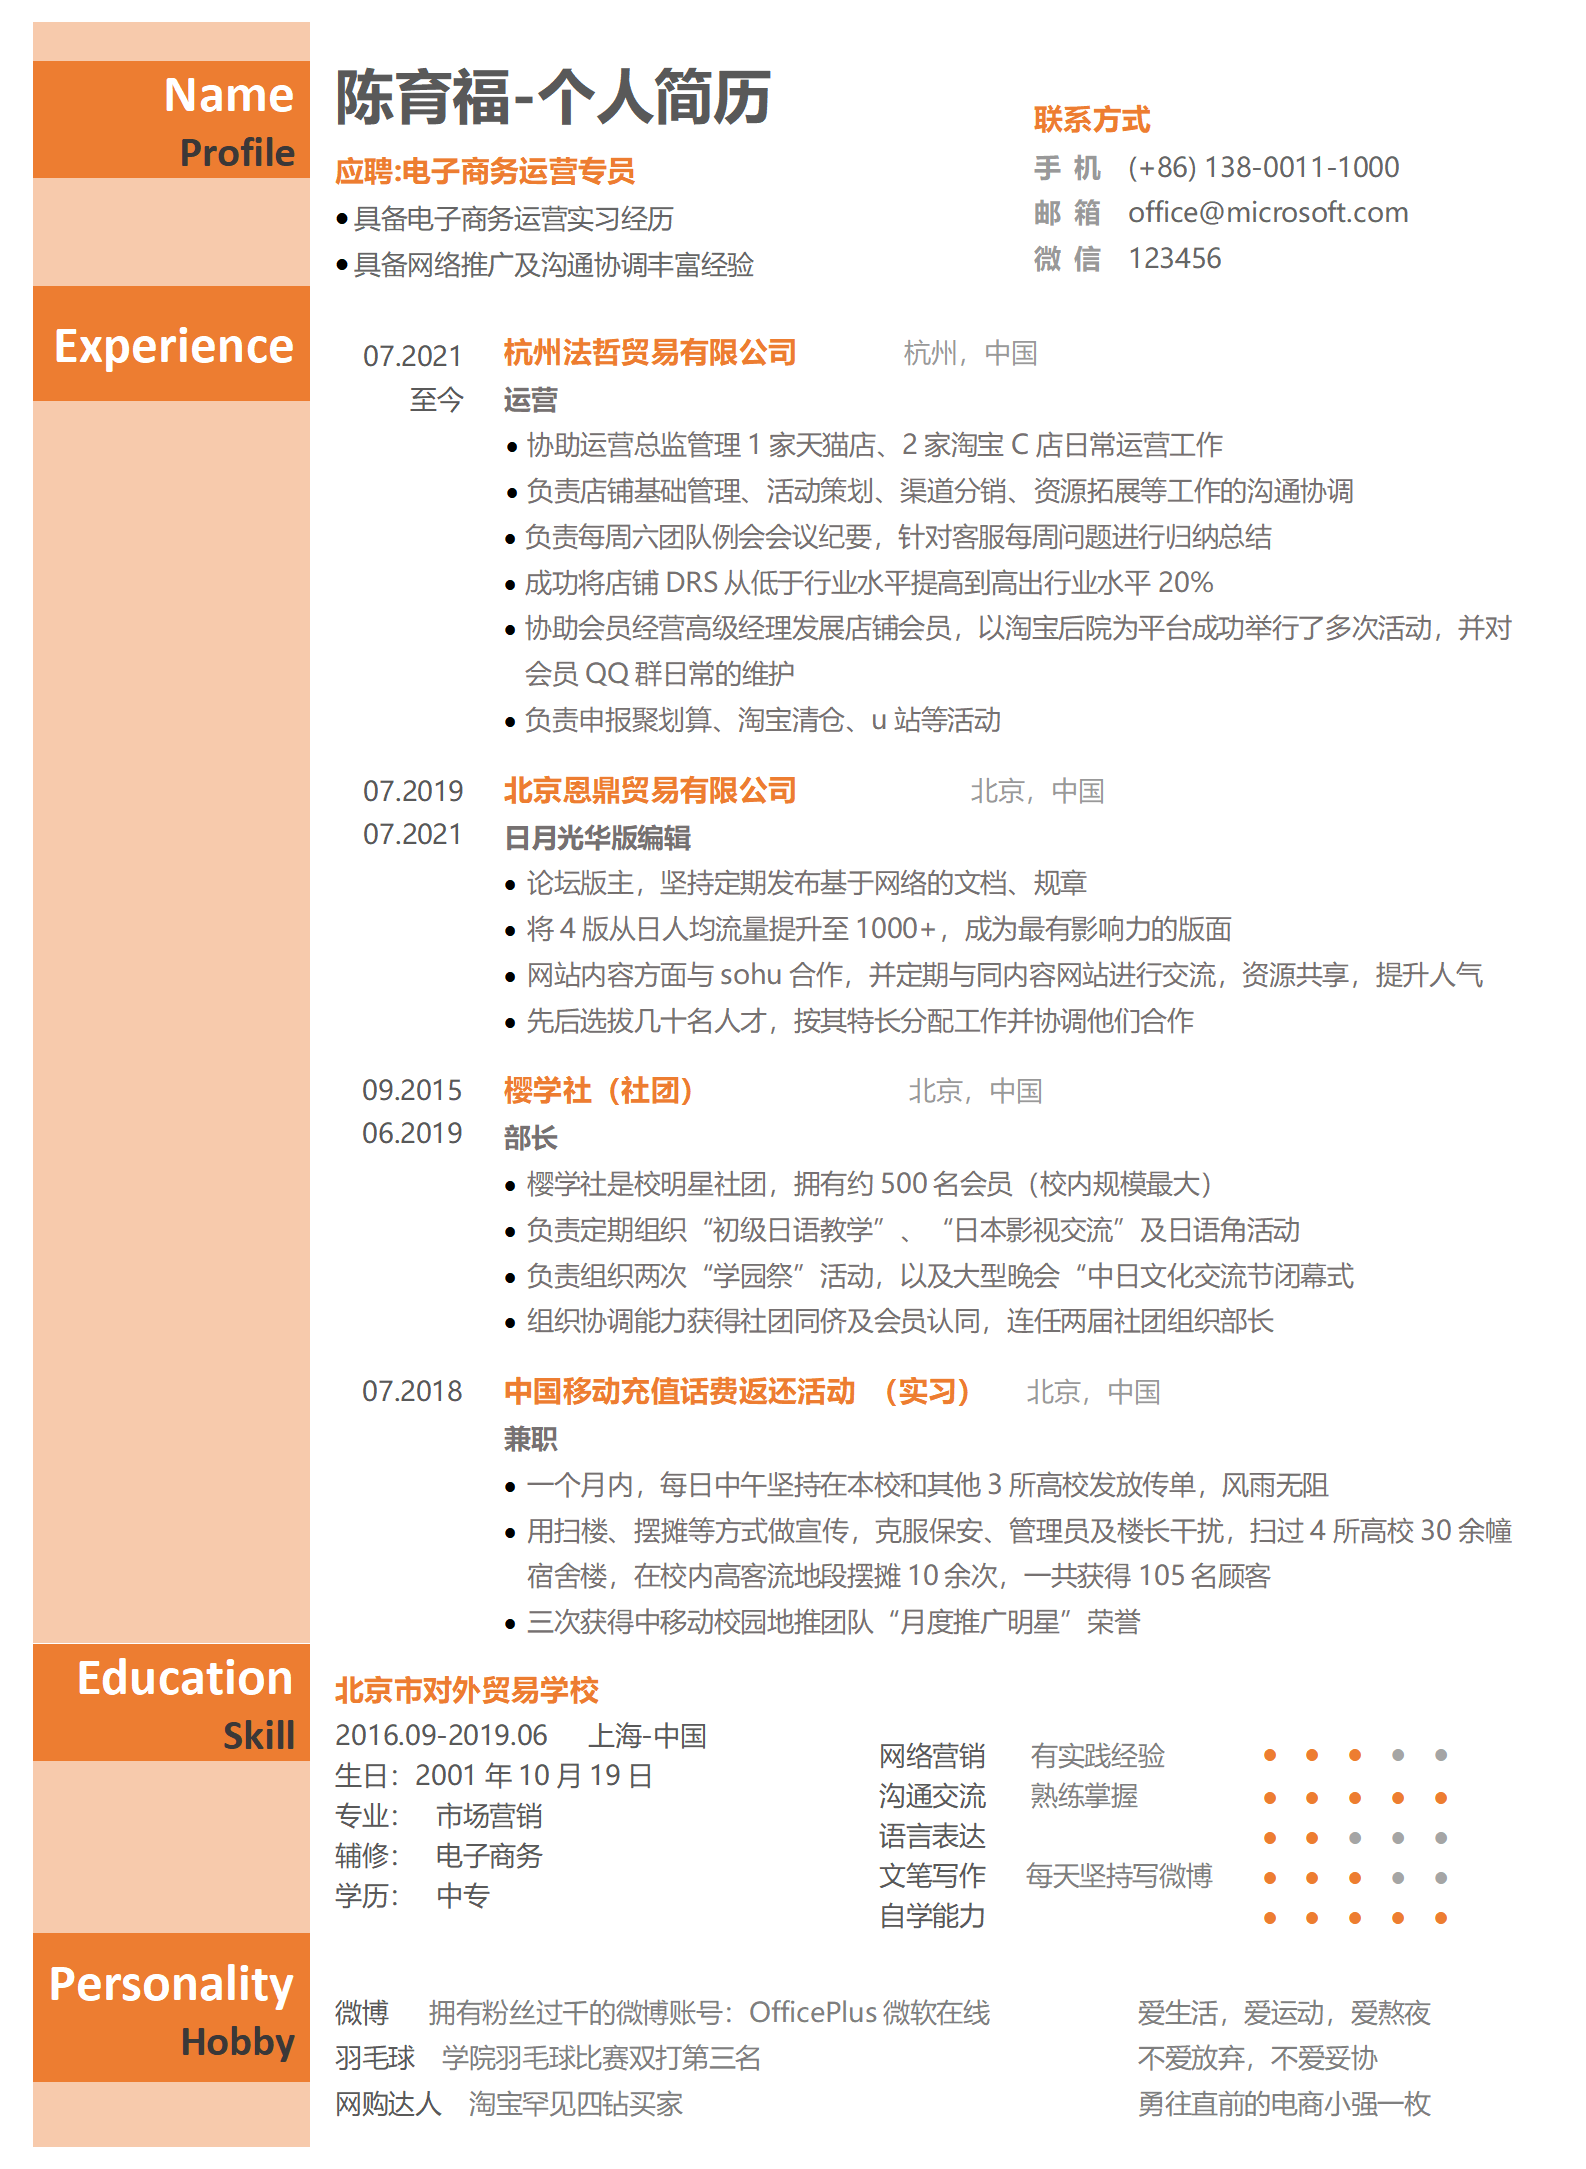 Name
Profile
陈育福-个人简历
应聘:电子商务运营专员
●具备电子商务运营实习经历
●具备网络推广及沟通协调丰富经验
联系方式
手 机 (+86) 138-0011-1000
邮 箱 office@microsoft.com
微 信 123456
Experience
07.2021 杭州法哲贸易有限公司 杭州，中国
至今 运营
● 协助运营总监管理 1 家天猫店、2 家淘宝 C 店日常运营工作
● 负责店铺基础管理、活动策划、渠道分销、资源拓展等工作的沟通协调
● 负责每周六团队例会会议纪要，针对客服每周问题进行归纳总结
● 成功将店铺 DRS 从低于行业水平提高到高出行业水平 20%
● 协助会员经营高级经理发展店铺会员，以淘宝后院为平台成功举行了多次活动，并对
会员 QQ 群日常的维护
● 负责申报聚划算、淘宝清仓、u 站等活动
07.2019 北京恩鼎贸易有限公司 北京，中国
07.2021 日月光华版编辑
● 论坛版主，坚持定期发布基于网络的文档、规章
● 将 4 版从日人均流量提升至 1000+，成为最有影响力的版面
● 网站内容方面与 sohu 合作，并定期与同内容网站进行交流，资源共享，提升人气
● 先后选拔几十名人才，按其特长分配工作并协调他们合作
09.2015 樱学社（社团） 北京，中国
06.2019 部长
● 樱学社是校明星社团，拥有约 500 名会员（校内规模最大）
● 负责定期组织“初级日语教学”、“日本影视交流”及日语角活动
● 负责组织两次“学园祭”活动，以及大型晚会“中日文化交流节闭幕式
● 组织协调能力获得社团同侪及会员认同，连任两届社团组织部长
07.2018 中国移动充值话费返还活动 （实习） 北京，中国
兼职
● 一个月内，每日中午坚持在本校和其他 3 所高校发放传单，风雨无阻
● 用扫楼、摆摊等方式做宣传，克服保安、管理员及楼长干扰，扫过 4 所高校 30 余幢
宿舍楼，在校内高客流地段摆摊 10 余次，一共获得 105 名顾客
● 三次获得中移动校园地推团队“月度推广明星”荣誉
Education
Skill
北京市对外贸易学校
2016.09-2019.06 上海-中国
生日：2001 年 10 月 19 日
专业： 市场营销
辅修： 电子商务
学历： 中专
网络营销 有实践经验
沟通交流 熟练掌握
语言表达
文笔写作 每天坚持写微博
自学能力
Personality
Hobby
微博 拥有粉丝过千的微博账号：OfficePlus 微软在线
羽毛球 学院羽毛球比赛双打第三名
网购达人 淘宝罕见四钻买家
爱生活，爱运动，爱熬夜
不爱放弃，不爱妥协
勇往直前的电商小强一枚